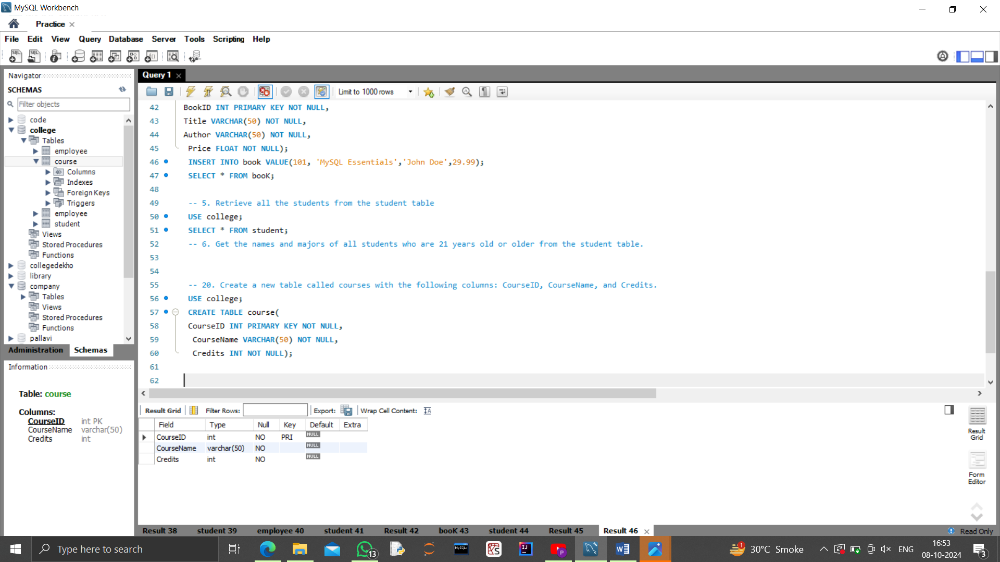 MySQL Workbench
Practice
File Edit View Query Database Server Tools Scripting Help
Navigator
SCHEMAS
Filter objects
code
college
Tables
employee
course
Columns
Indexes
Foreign Keys
Triggers
employee
student
Views
Stored Procedures
Functions
collegedekho
library
company
Tables
Views
Stored Procedures
Functions
pallavi
Administration Schemas
Information
Table: course
Columns:
CourseID int PK
CourseName varchar(50)
Credits int
Query 1
Limit to 1000 rows
42 BookID INT PRIMARY KEY NOT NULL,
43 Title VARCHAR(50) NOT NULL,
44 Author VARCHAR(50) NOT NULL,
45 Price FLOAT NOT NULL);
46 INSERT INTO book VALUE(101, 'MySQL Essentials','John Doe',29.99);
47 SELECT * FROM booK;
48
49 -- 5. Retrieve all the students from the student table
50 USE college;
51 SELECT * FROM student;
52 -- 6. Get the names and majors of all students who are 21 years old or older from the student table.
53
54
55 -- 20. Create a new table called courses with the following columns: CourseID, CourseName, and Credits.
56 USE college;
57 CREATE TABLE course(
58 CourseID INT PRIMARY KEY NOT NULL,
59 CourseName VARCHAR(50) NOT NULL,
60 Credits INT NOT NULL);
61
62
Result Grid Filter Rows: Export: Wrap Cell Content:
Field Type Null Key Default Extra
CourseID int NO PRI NULL
CourseName varchar(50) NO NULL
Credits int NO NULL
Result Grid
Form Editor
Result 38 student 39 employee 40 student 41 Result 42 booK 43 student 44 Result 45 Result 46
Read Only
Type here to search
13
30°C Smoke
ENG
16:53
08-10-2024
3